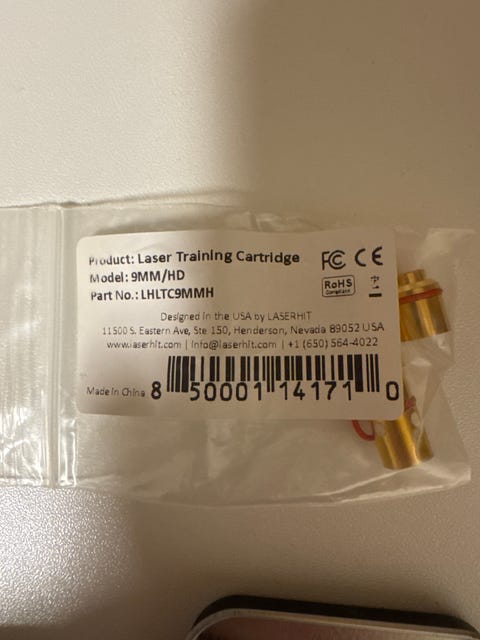 Product: Laser Training Cartridge
Model: 9MM/HD
Part No.: LHLTC9MMH
FC CE
RoHS
Compliant
Designed in the USA by LASERHIT
11500 S. Eastern Ave, Ste 150, Henderson, Nevada 89052 USA
www.laserhit.com | info@laserhit.com | +1 (650) 564-4022
Made in China 8 50001 14171 0